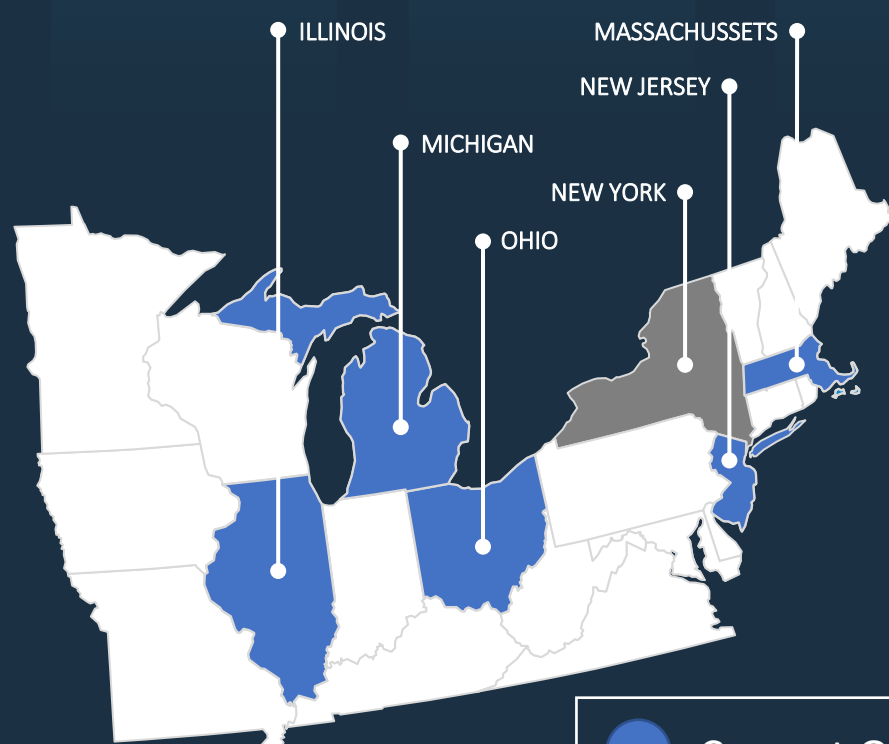 ILLINOIS
MASSACHUSSETS
NEW JERSEY
MICHIGAN
NEW YORK
OHIO